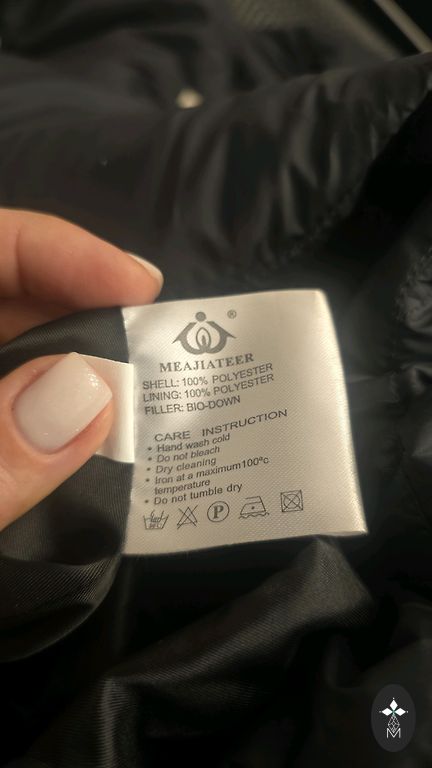 ®
MEAJIATEER
SHELL: 100% POLYESTER
LINING: 100% POLYESTER
FILLER: BIO-DOWN
CARE INSTRUCTION
• Hand wash cold
• Do not bleach
• Dry cleaning
• Iron at a maximum100ºc
temperature
• Do not tumble dry
P
M